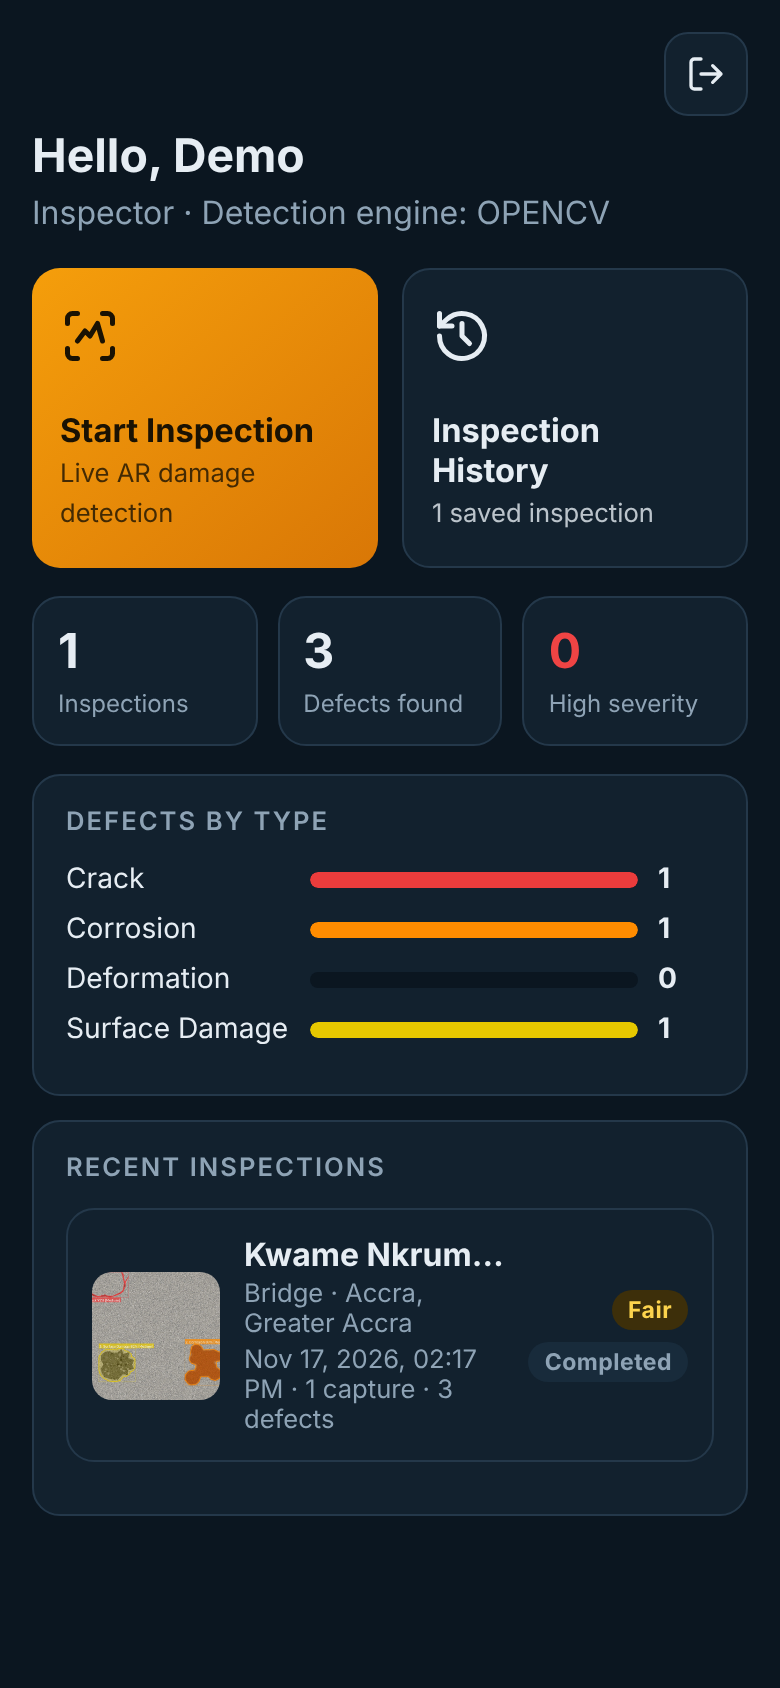 Hello, Demo
Inspector · Detection engine: OPENCV
Start Inspection
Live AR damage
detection
Inspection
History
1 saved inspection
1
Inspections
3
Defects found
0
High severity
DEFECTS BY TYPE
Crack 1
Corrosion 1
Deformation 0
Surface Damage 1
RECENT INSPECTIONS
Kwame Nkrum...
Bridge · Accra,
Greater Accra
Nov 17, 2026, 02:17
PM · 1 capture · 3
defects
Fair
Completed